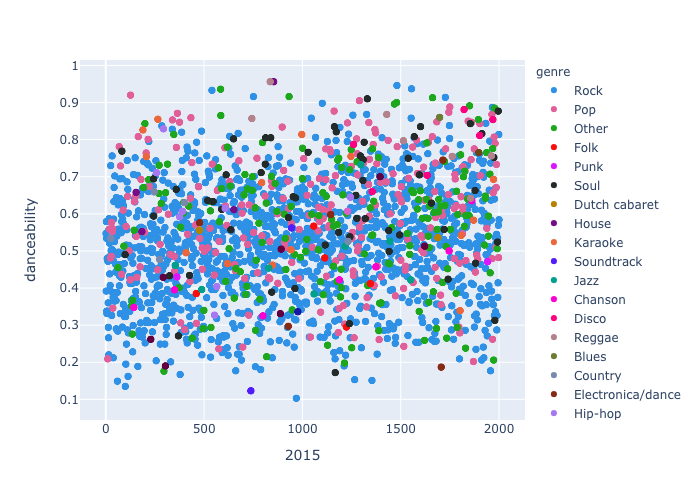 genre
Rock
Pop
Other
Folk
Punk
Soul
Dutch cabaret
House
Karaoke
Soundtrack
Jazz
Chanson
Disco
Reggae
Blues
Country
Electronica/dance
Hip-hop
danceability
1
0.9
0.8
0.7
0.6
0.5
0.4
0.3
0.2
0.1
0
500
1000
1500
2000
2015